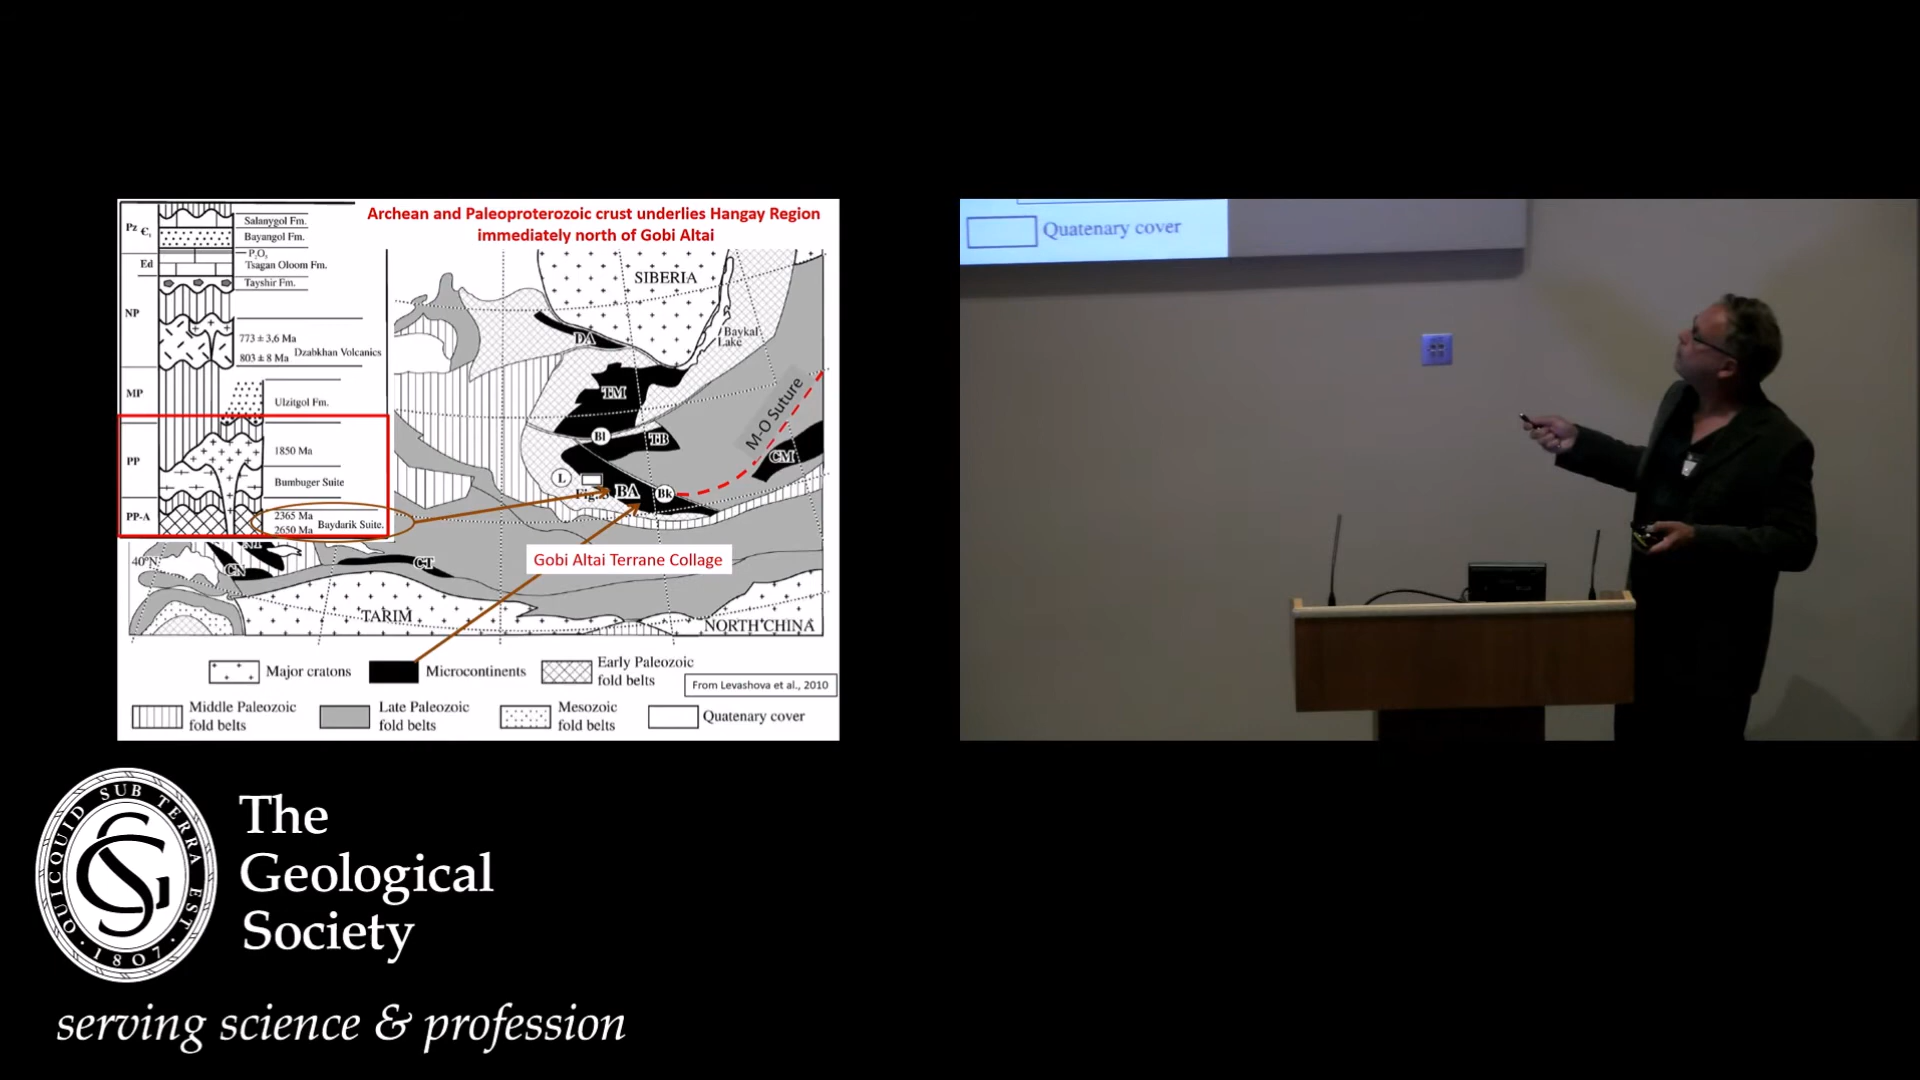 Archean and Paleoproterozoic crust underlies Hangay Region
immediately north of Gobi Altai
Pz Є₁
Salanygol Fm.
Bayangol Fm.
P₂O₅
Ed
Tsagan Oloom Fm.
Tayshir Fm.
NP
773 ± 3,6 Ma
803 ± 8 Ma Dzabkhan Volcanics
MP
Ulzitgol Fm.
PP
1850 Ma
Bumbuger Suite
PP-A
2365 Ma
2650 Ma Baydarik Suite.
SIBERIA
Baykal
Lake
DA
TM
M-O Suture
Bl
TB
CM
L
BA
Bk
Gobi Altai Terrane Collage
40°N
CN
CT
TARIM
NORTH CHINA
Major cratons
Microcontinents
Early Paleozoic
fold belts
From Levashova et al., 2010
Middle Paleozoic
fold belts
Late Paleozoic
fold belts
Mesozoic
fold belts
Quaternary cover
Quatenary cover
QUICQUID SUB TERRA EST
· 1807 ·
GS
The
Geological
Society
serving science & profession